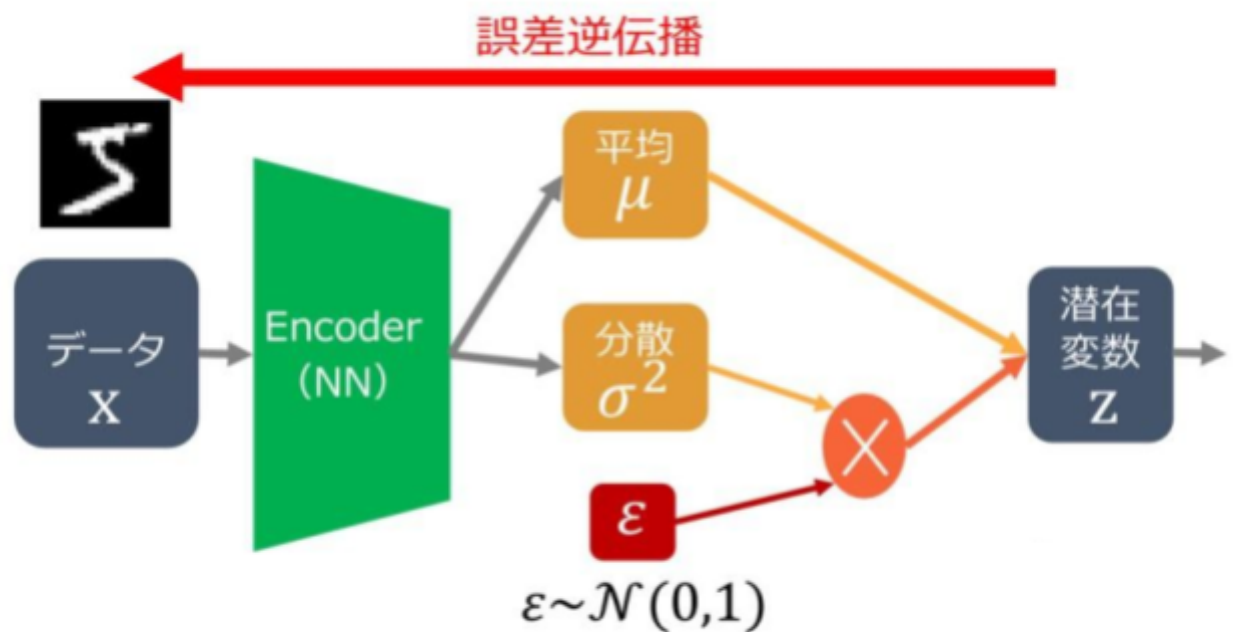 誤差逆伝播
データ
x
Encoder
(NN)
平均
μ
分散
σ²
ε
ε~𝒩(0,1)
潜在
変数
z